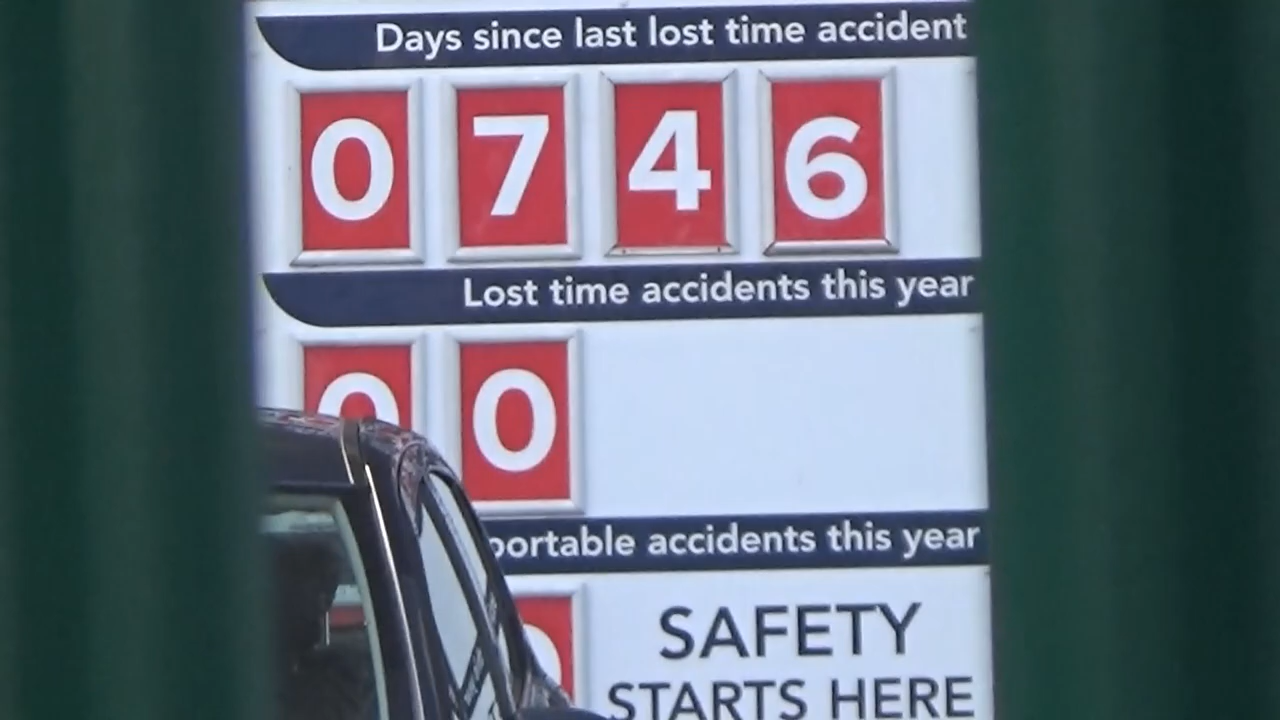 Days since last lost time accident
0746
Lost time accidents this year
00
portable accidents this year
SAFETY
STARTS HERE